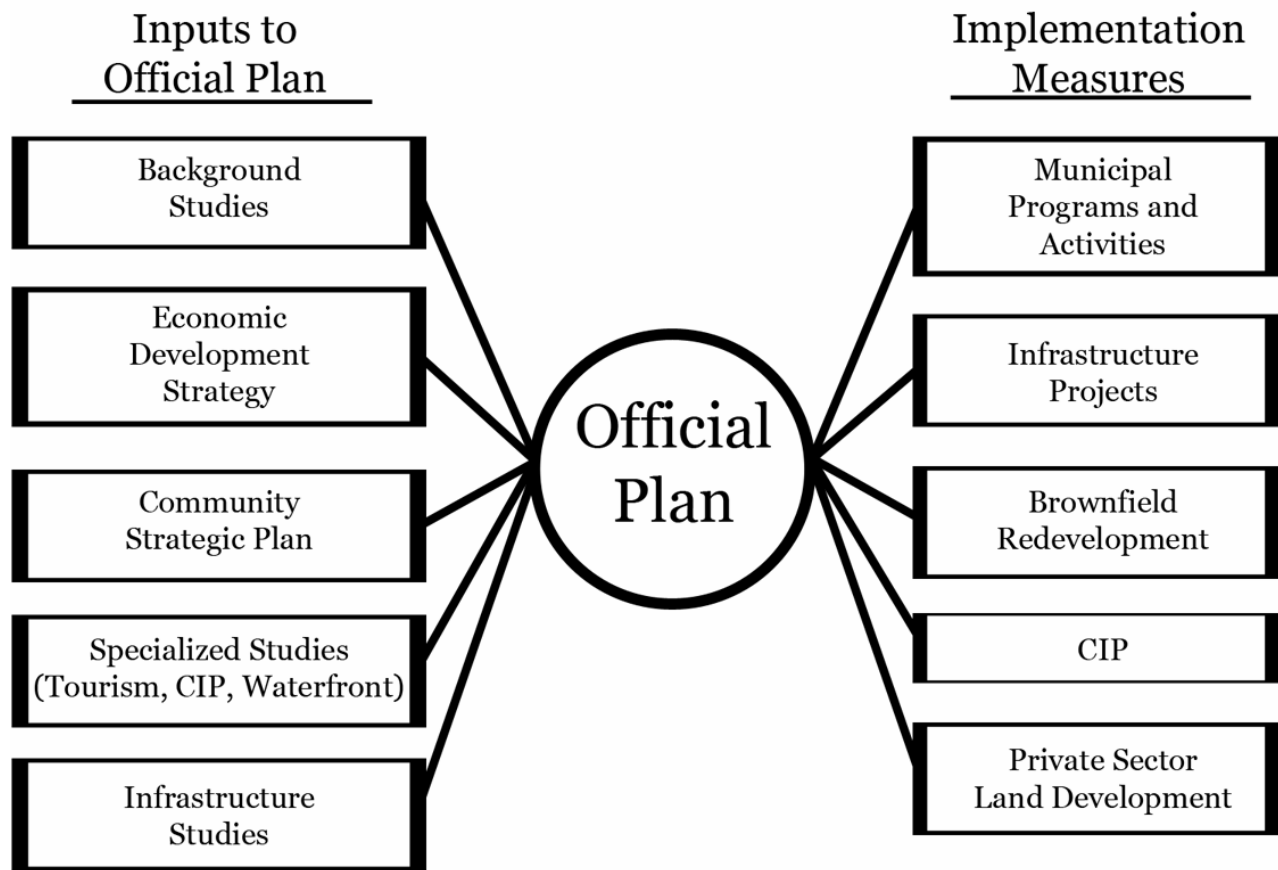 Inputs to
Official Plan
Background
Studies
Economic
Development
Strategy
Community
Strategic Plan
Specialized Studies
(Tourism, CIP, Waterfront)
Infrastructure
Studies
Official
Plan
Implementation
Measures
Municipal
Programs and
Activities
Infrastructure
Projects
Brownfield
Redevelopment
CIP
Private Sector
Land Development